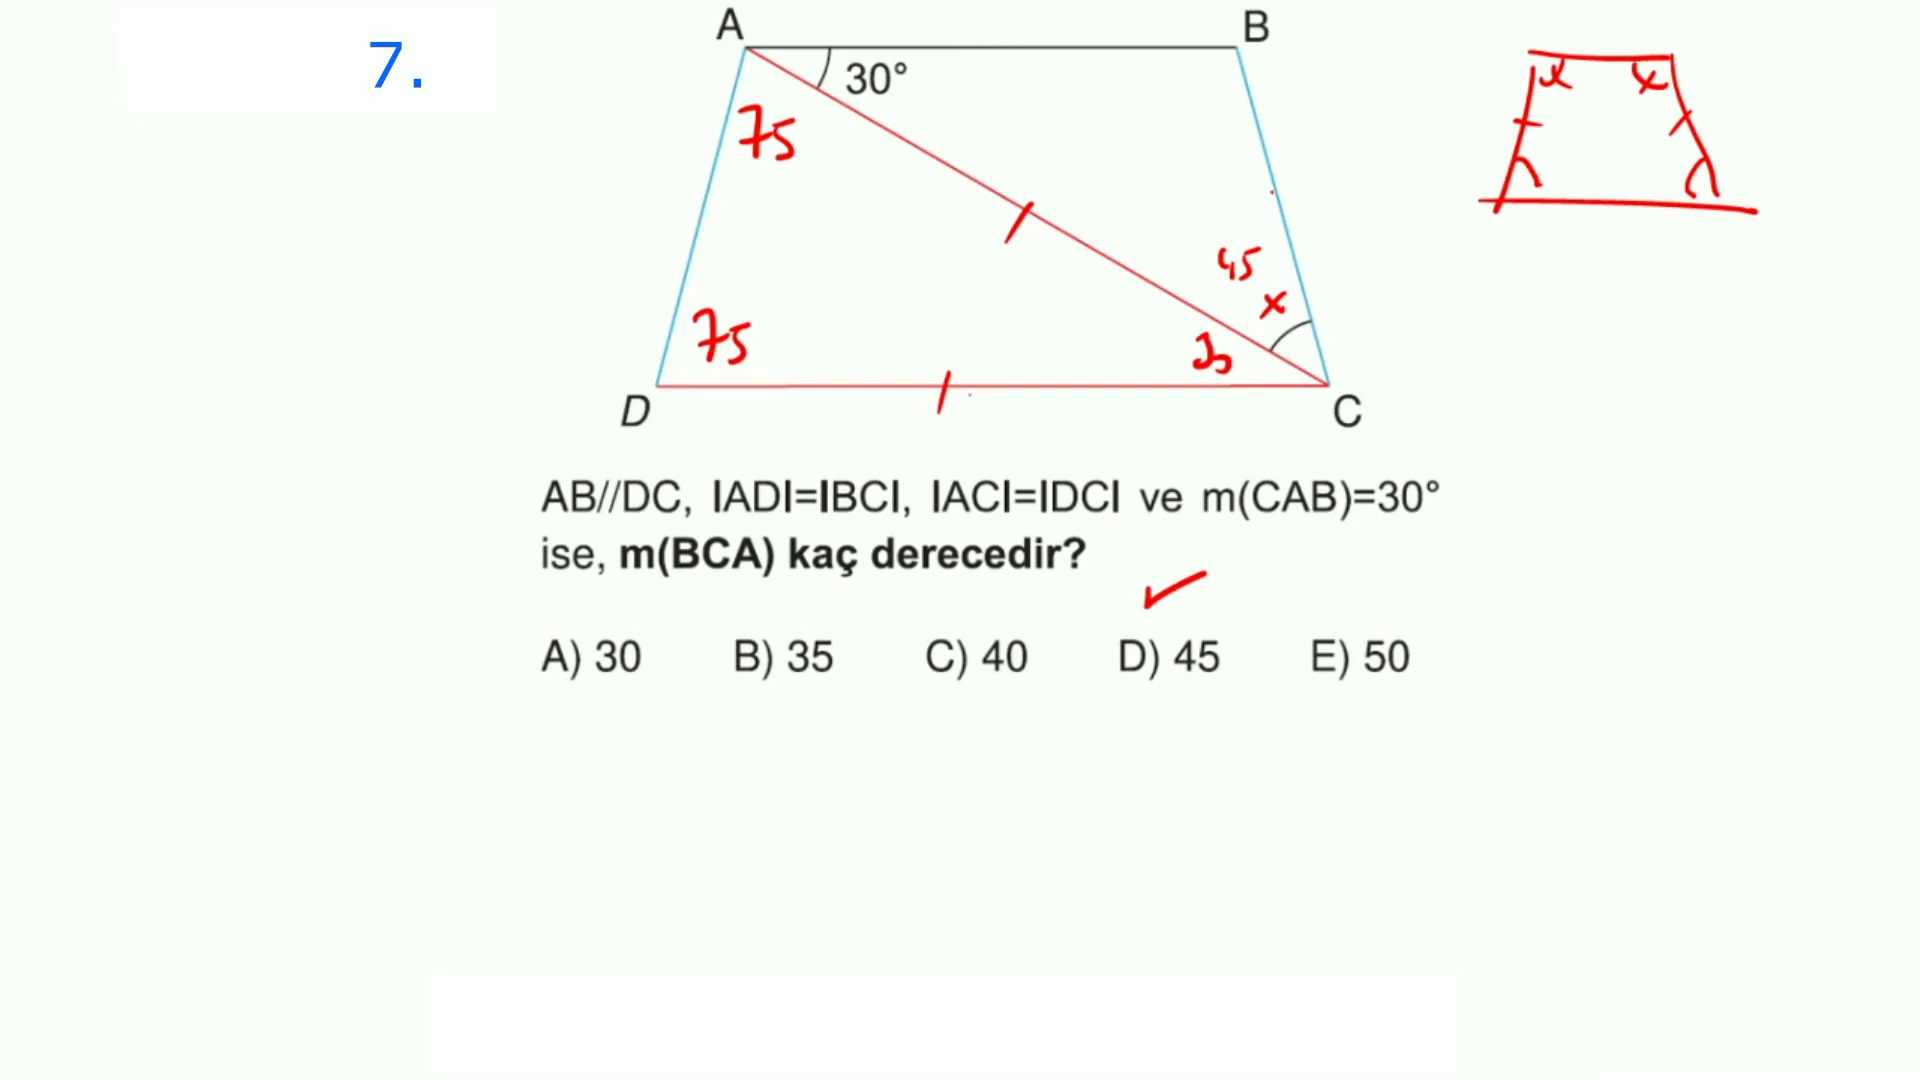 7.
A B
30°
75
x x
45
x
75
30
D C
AB//DC, IADI=IBCI, IACI=IDCI ve m(CAB)=30°
ise, m(BCA) kaç derecedir?
A) 30 B) 35 C) 40 D) 45 E) 50